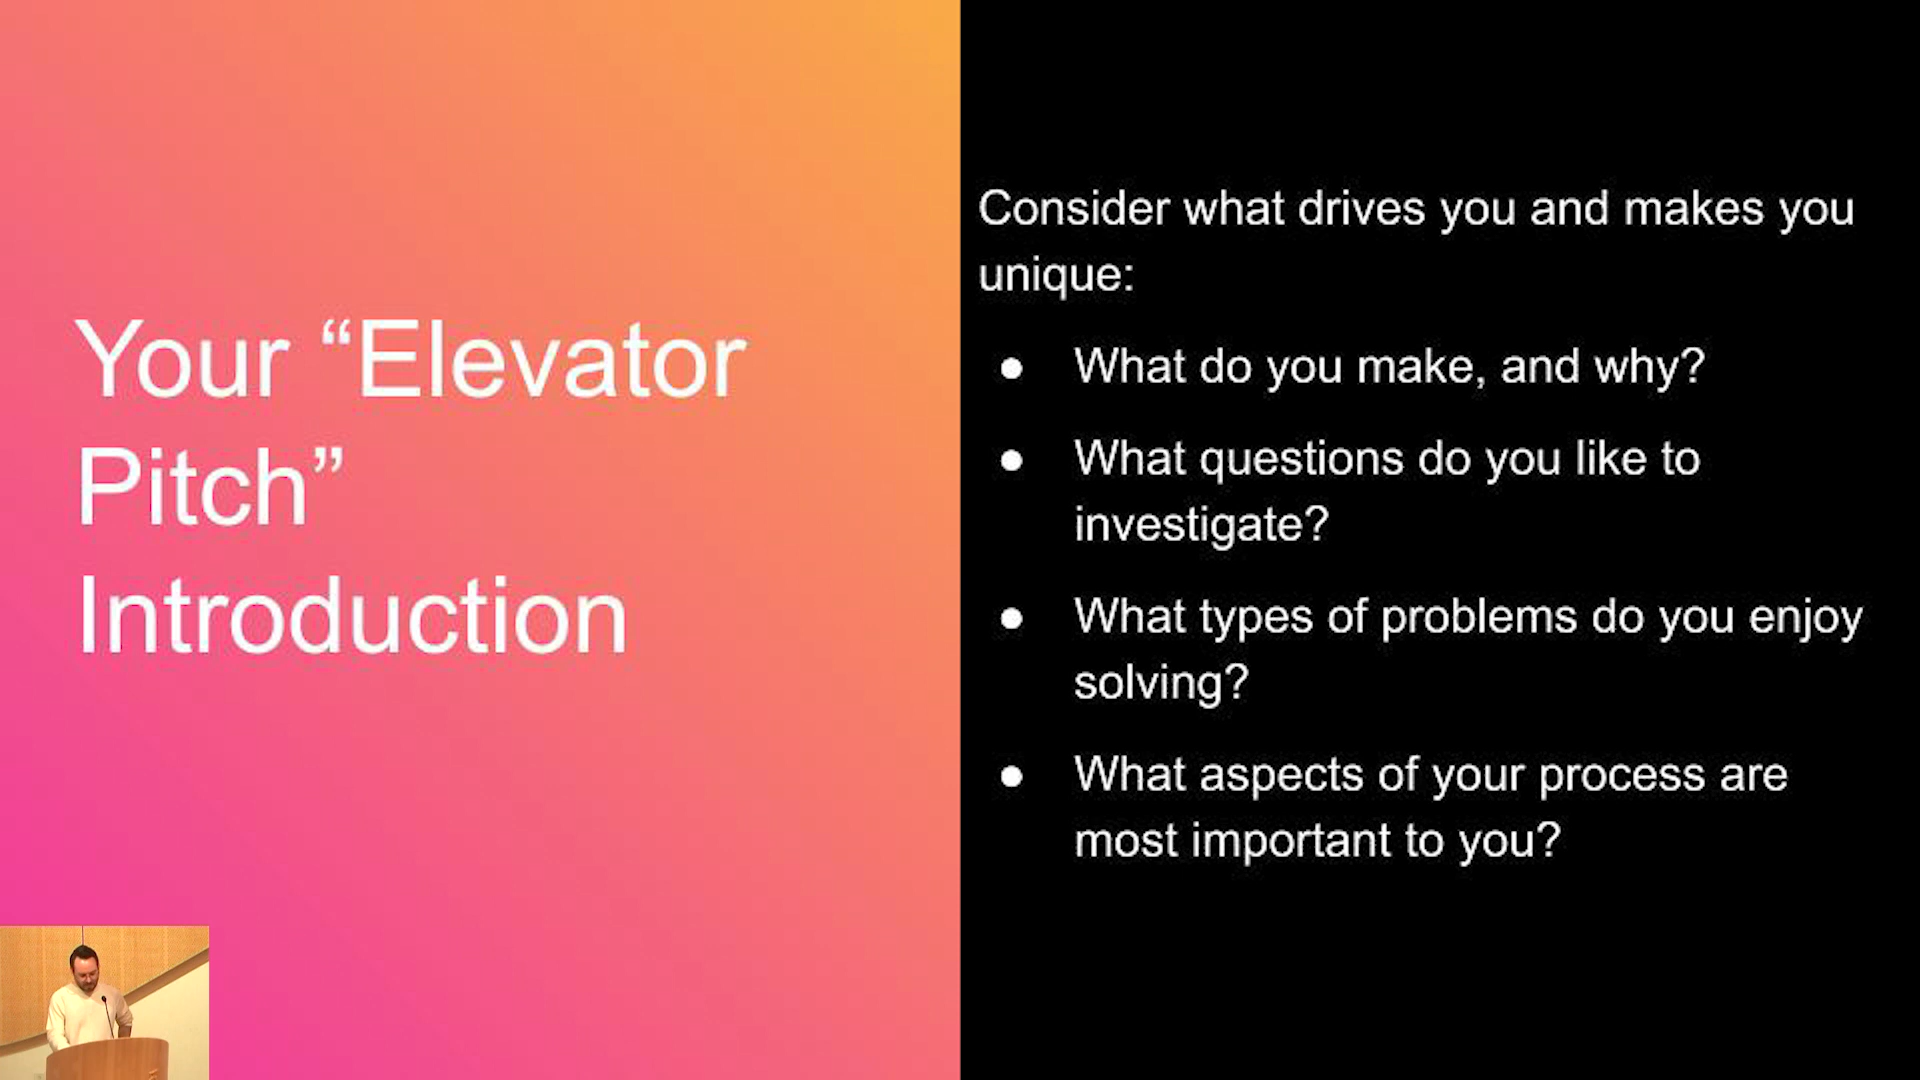 Your “Elevator
Pitch”
Introduction
Consider what drives you and makes you
unique:
● What do you make, and why?
● What questions do you like to
investigate?
● What types of problems do you enjoy
solving?
● What aspects of your process are
most important to you?